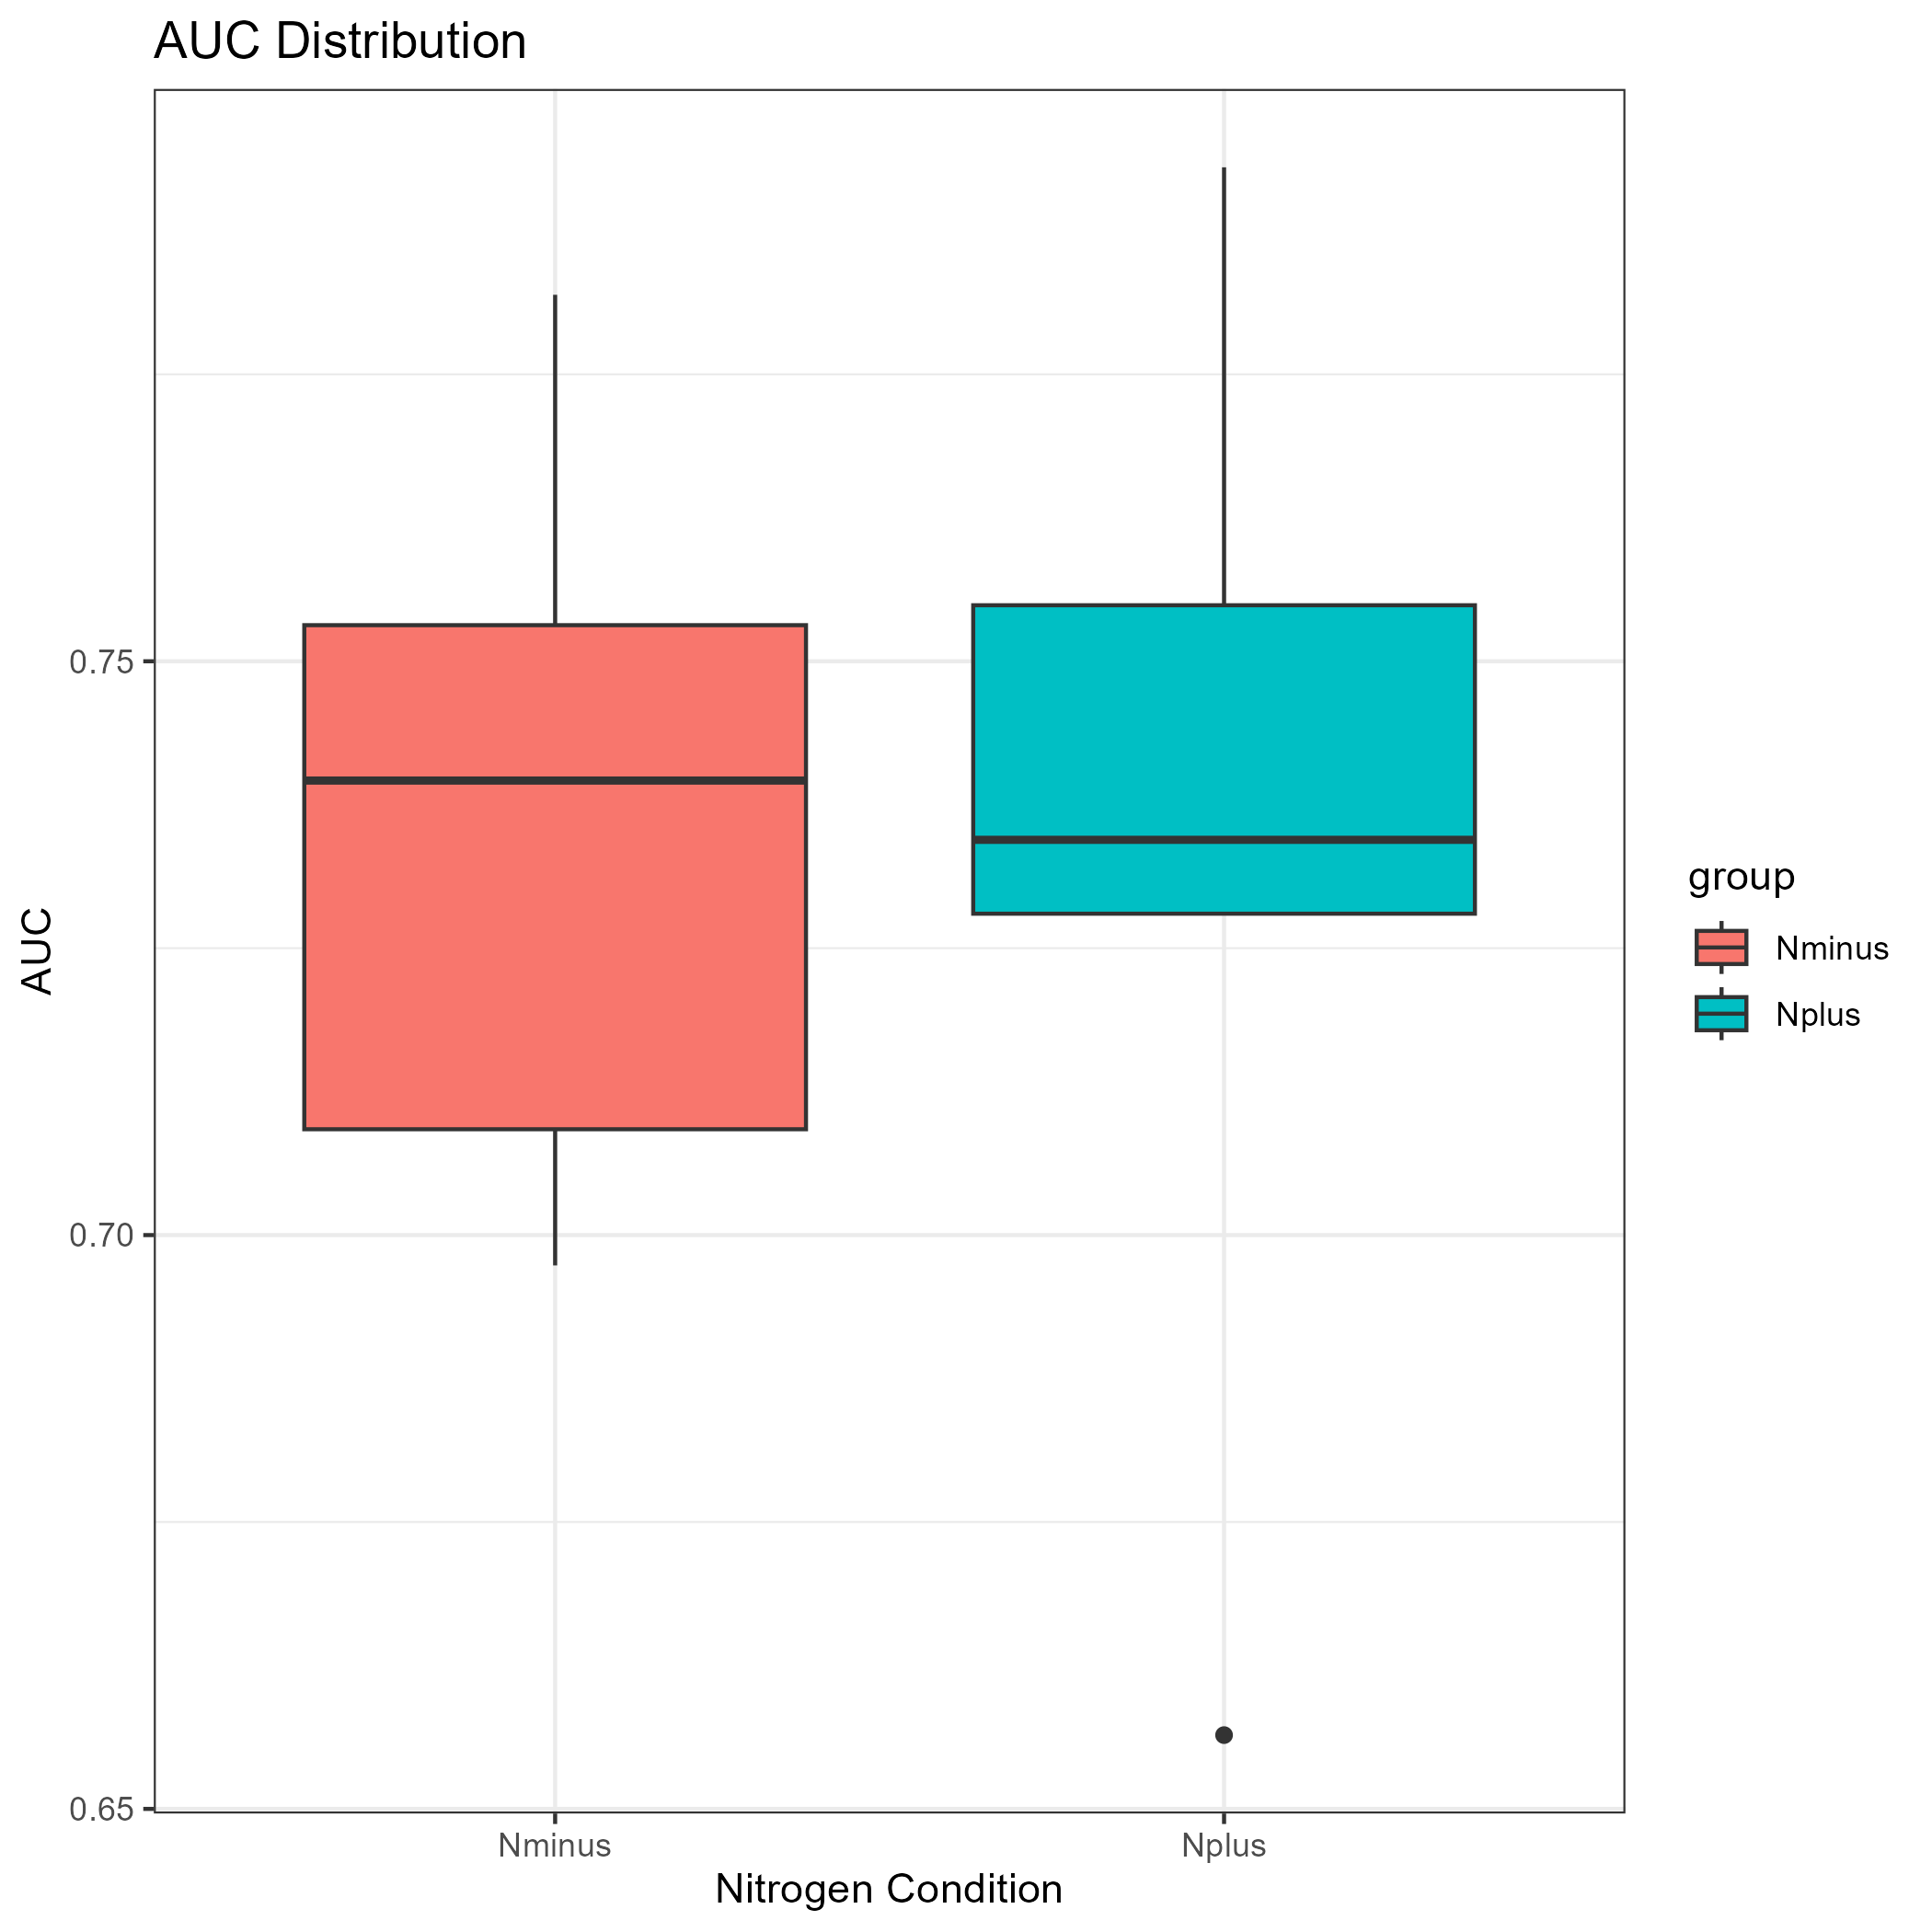 AUC Distribution
AUC
0.75
0.70
0.65
Nminus
Nplus
Nitrogen Condition
group
Nminus
Nplus